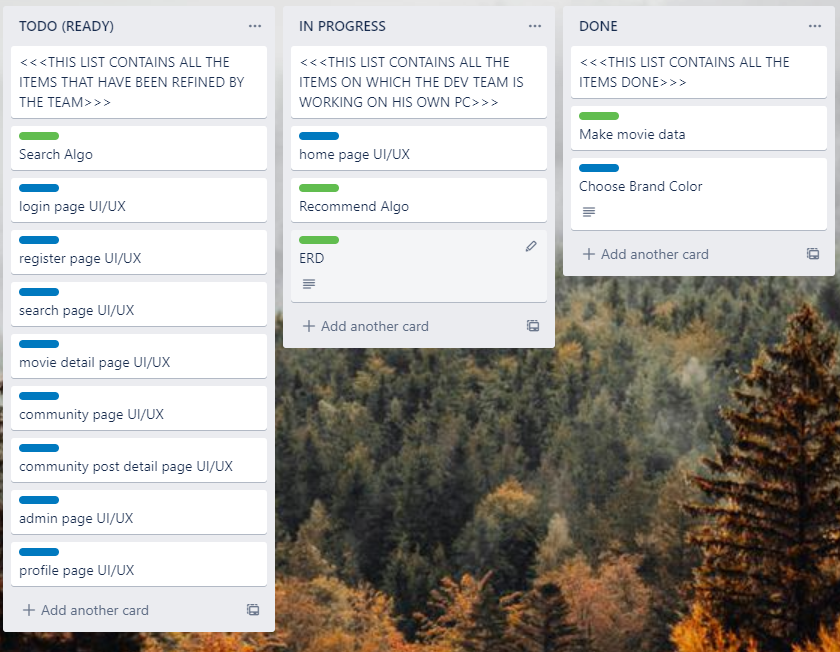 TODO (READY)
<<<THIS LIST CONTAINS ALL THE
ITEMS THAT HAVE BEEN REFINED BY
THE TEAM>>>
Search Algo
login page UI/UX
register page UI/UX
search page UI/UX
movie detail page UI/UX
community page UI/UX
community post detail page UI/UX
admin page UI/UX
profile page UI/UX
Add another card
IN PROGRESS
<<<THIS LIST CONTAINS ALL THE
ITEMS ON WHICH THE DEV TEAM IS
WORKING ON HIS OWN PC>>>
home page UI/UX
Recommend Algo
ERD
Add another card
DONE
<<<THIS LIST CONTAINS ALL THE
ITEMS DONE>>>
Make movie data
Choose Brand Color
Add another card